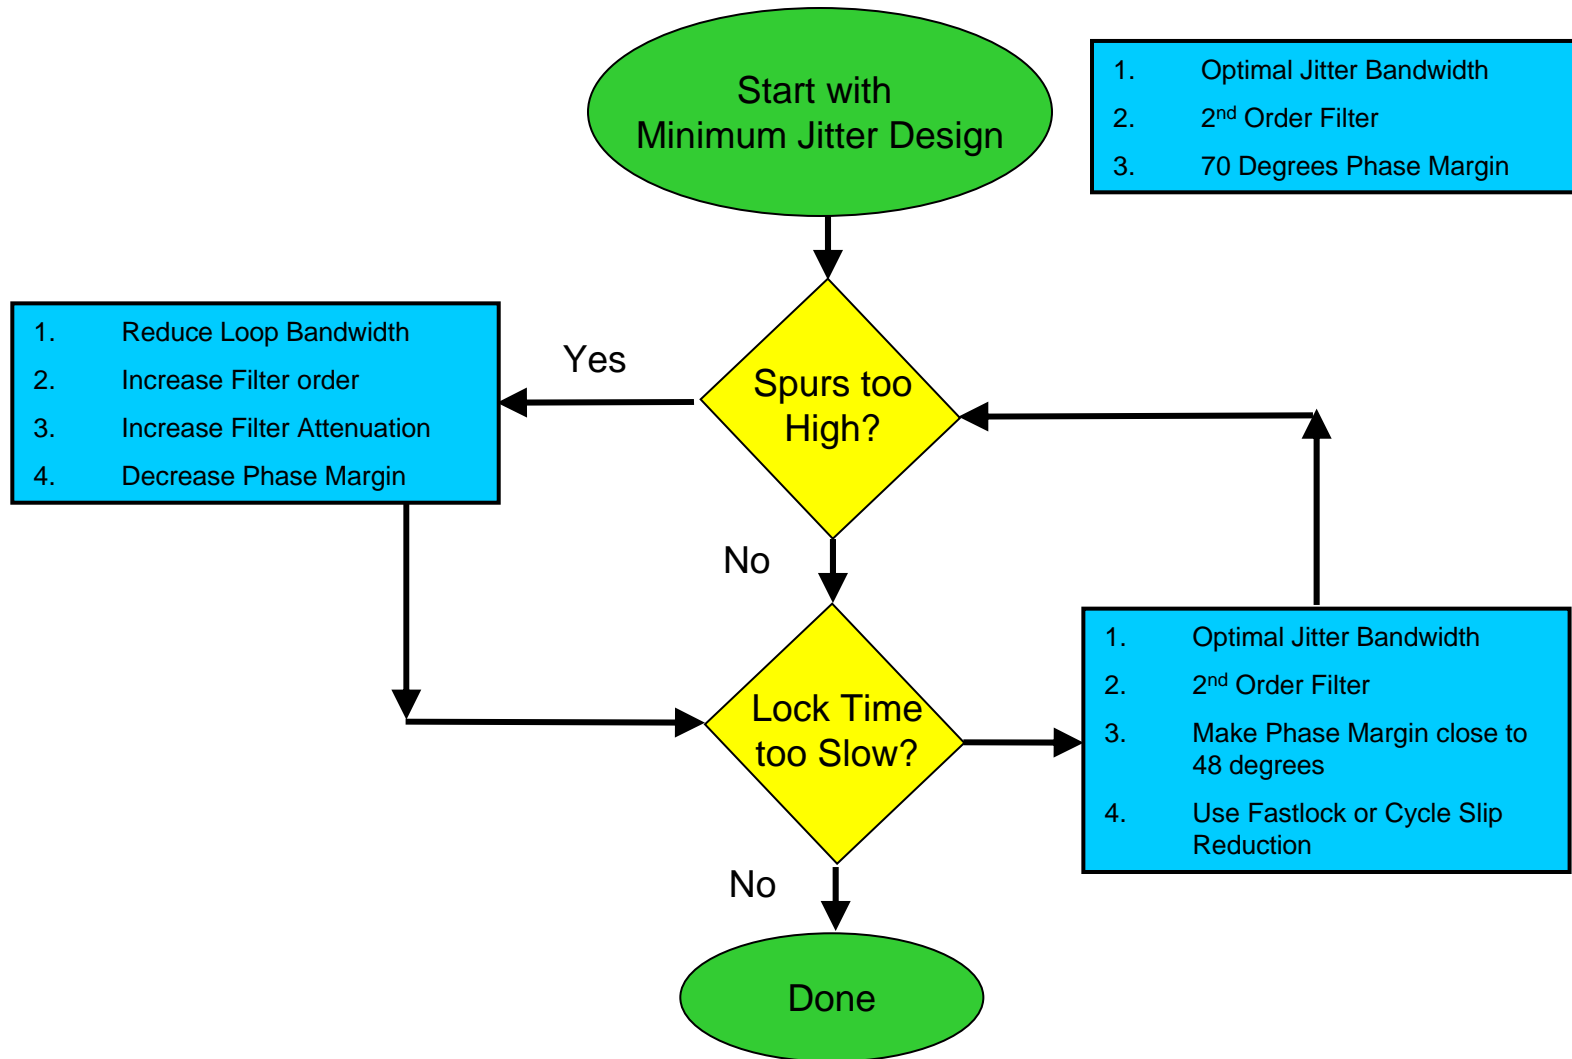 Start with
Minimum Jitter Design
1. Optimal Jitter Bandwidth
2. 2nd Order Filter
3. 70 Degrees Phase Margin
1. Reduce Loop Bandwidth
2. Increase Filter order
3. Increase Filter Attenuation
4. Decrease Phase Margin
Yes
Spurs too
High?
No
Lock Time
too Slow?
1. Optimal Jitter Bandwidth
2. 2nd Order Filter
3. Make Phase Margin close to
48 degrees
4. Use Fastlock or Cycle Slip
Reduction
No
Done